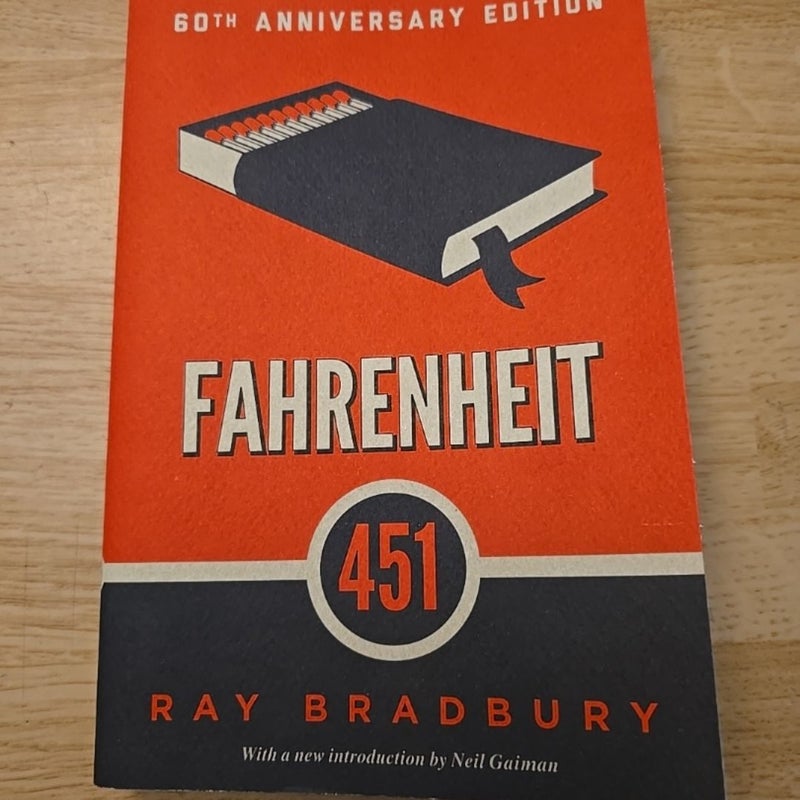 60TH ANNIVERSARY EDITION
FAHRENHEIT
451
RAY BRADBURY
With a new introduction by Neil Gaiman